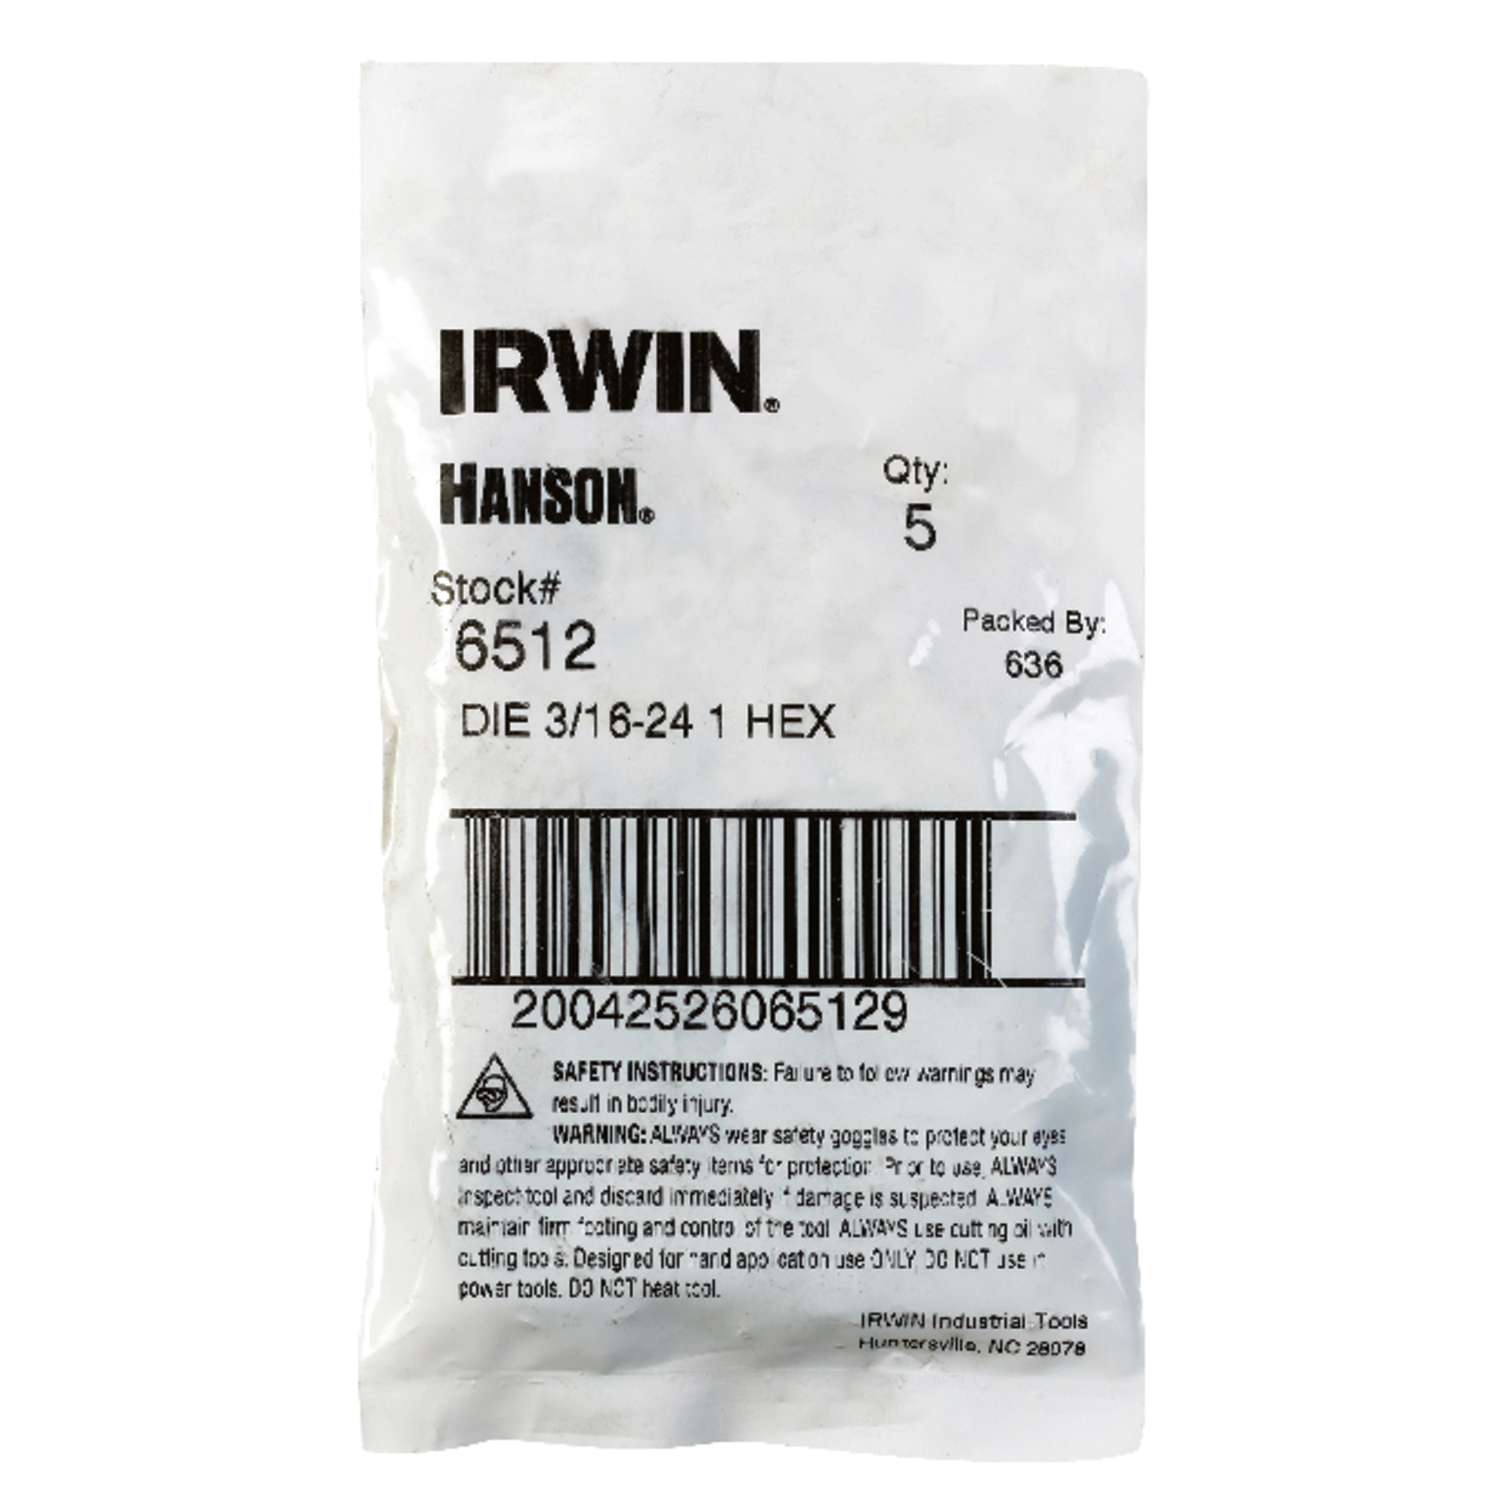 IRWIN®
HANSON®
Qty:
5
Stock#
6512
Packed By:
636
DIE 3/16-24 1 HEX
20042526065129
SAFETY INSTRUCTIONS: Failure to follow warnings may
result in bodily injury.
WARNING: ALWAYS wear safety goggles to protect your eyes
and other appropriate safety items for protection. Prior to use, ALWAYS
inspect tool and discard immediately if damage is suspected. ALWAYS
maintain firm footing and control of the tool. ALWAYS use cutting oil with
cutting tools. Designed for hand application use ONLY, DO NOT use in
power tools. DO NOT heat tool.
IRWIN Industrial Tools
Huntersville, NC 28078